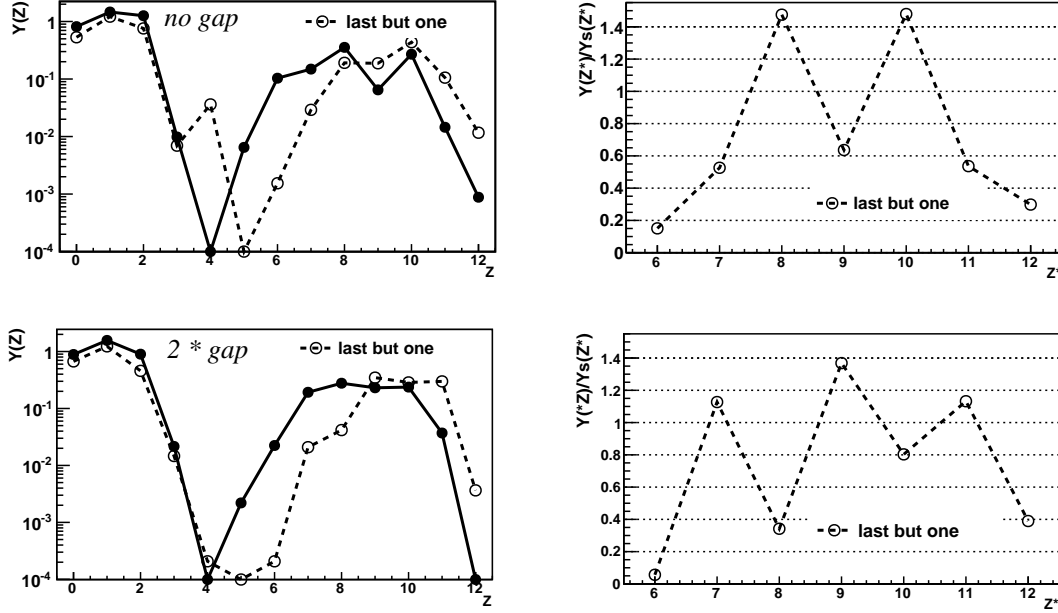 Y(Z)
no gap
last but one
1
10-1
10-2
10-3
10-4
0 2 4 6 8 10 12
Z
Y(Z*)/Ys(Z*)
1.4
1.2
1
0.8
0.6
0.4
0.2
0
last but one
6 7 8 9 10 11 12
Z*
Y(Z)
2 * gap
last but one
1
10-1
10-2
10-3
10-4
0 2 4 6 8 10 12
Z
Y(*Z)/Ys(Z*)
1.4
1.2
1
0.8
0.6
0.4
0.2
0
last but one
6 7 8 9 10 11 12
Z*